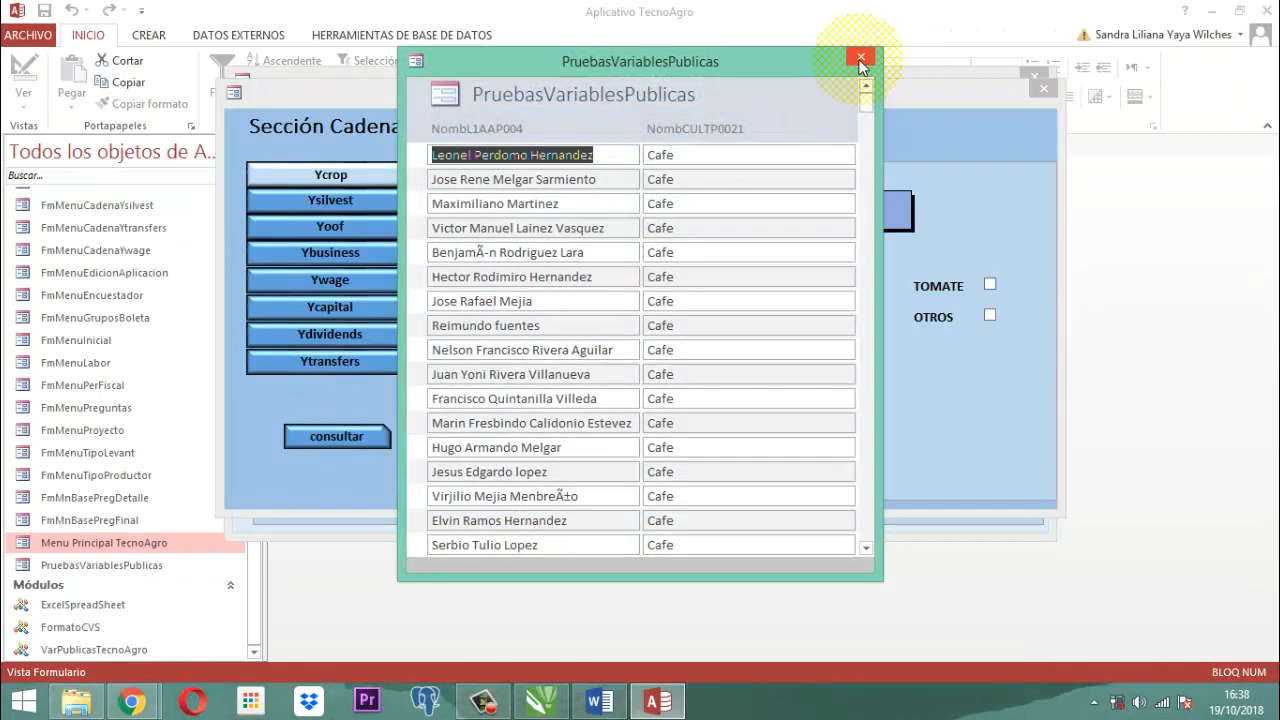 Aplicativo TecnoAgro
ARCHIVO INICIO CREAR DATOS EXTERNOS HERRAMIENTAS DE BASE DE DATOS
Sandra Liliana Yaya Wilches
Ver
Vistas
Pegar
Cortar
Copiar
Copiar formato
Portapapeles
Ascendente
Selección
Todos los objetos de A...
Buscar...
FmMenuCadenaYsilvest
FmMenuCadenaYtransfers
FmMenuCadenaYwage
FmMenuEdicionAplicacion
FmMenuEncuestador
FmMenuGruposBoleta
FmMenuInicial
FmMenuLabor
FmMenuPerFiscal
FmMenuPreguntas
FmMenuProyecto
FmMenuTipoLevant
FmMenuTipoProductor
FmMnBasePregDetalle
FmMnBasePregFinal
Menu Principal TecnoAgro
PruebasVariablesPublicas
Módulos
ExcelSpreadSheet
FormatoCVS
VarPublicasTecnoAgro
Sección Cadena
Ycrop
Ysilvest
Yoof
Ybusiness
Ywage
Ycapital
Ydividends
Ytransfers
consultar
PruebasVariablesPublicas
PruebasVariablesPublicas
NombL1AAP004 NombCULTP0021
Leonel Perdomo Hernandez Cafe
Jose Rene Melgar Sarmiento Cafe
Maximiliano Martinez Cafe
Victor Manuel Lainez Vasquez Cafe
BenjamÃ-n Rodriguez Lara Cafe
Hector Rodimiro Hernandez Cafe
Jose Rafael Mejia Cafe
Reimundo fuentes Cafe
Nelson Francisco Rivera Aguilar Cafe
Juan Yoni Rivera Villanueva Cafe
Francisco Quintanilla Villeda Cafe
Marin Fresbindo Calidonio Estevez Cafe
Hugo Armando Melgar Cafe
Jesus Edgardo lopez Cafe
Virjilio Mejia MenbreÃ±o Cafe
Elvin Ramos Hernandez Cafe
Serbio Tulio Lopez Cafe
TOMATE
OTROS
Vista Formulario
BLOQ NUM
16:38
19/10/2018